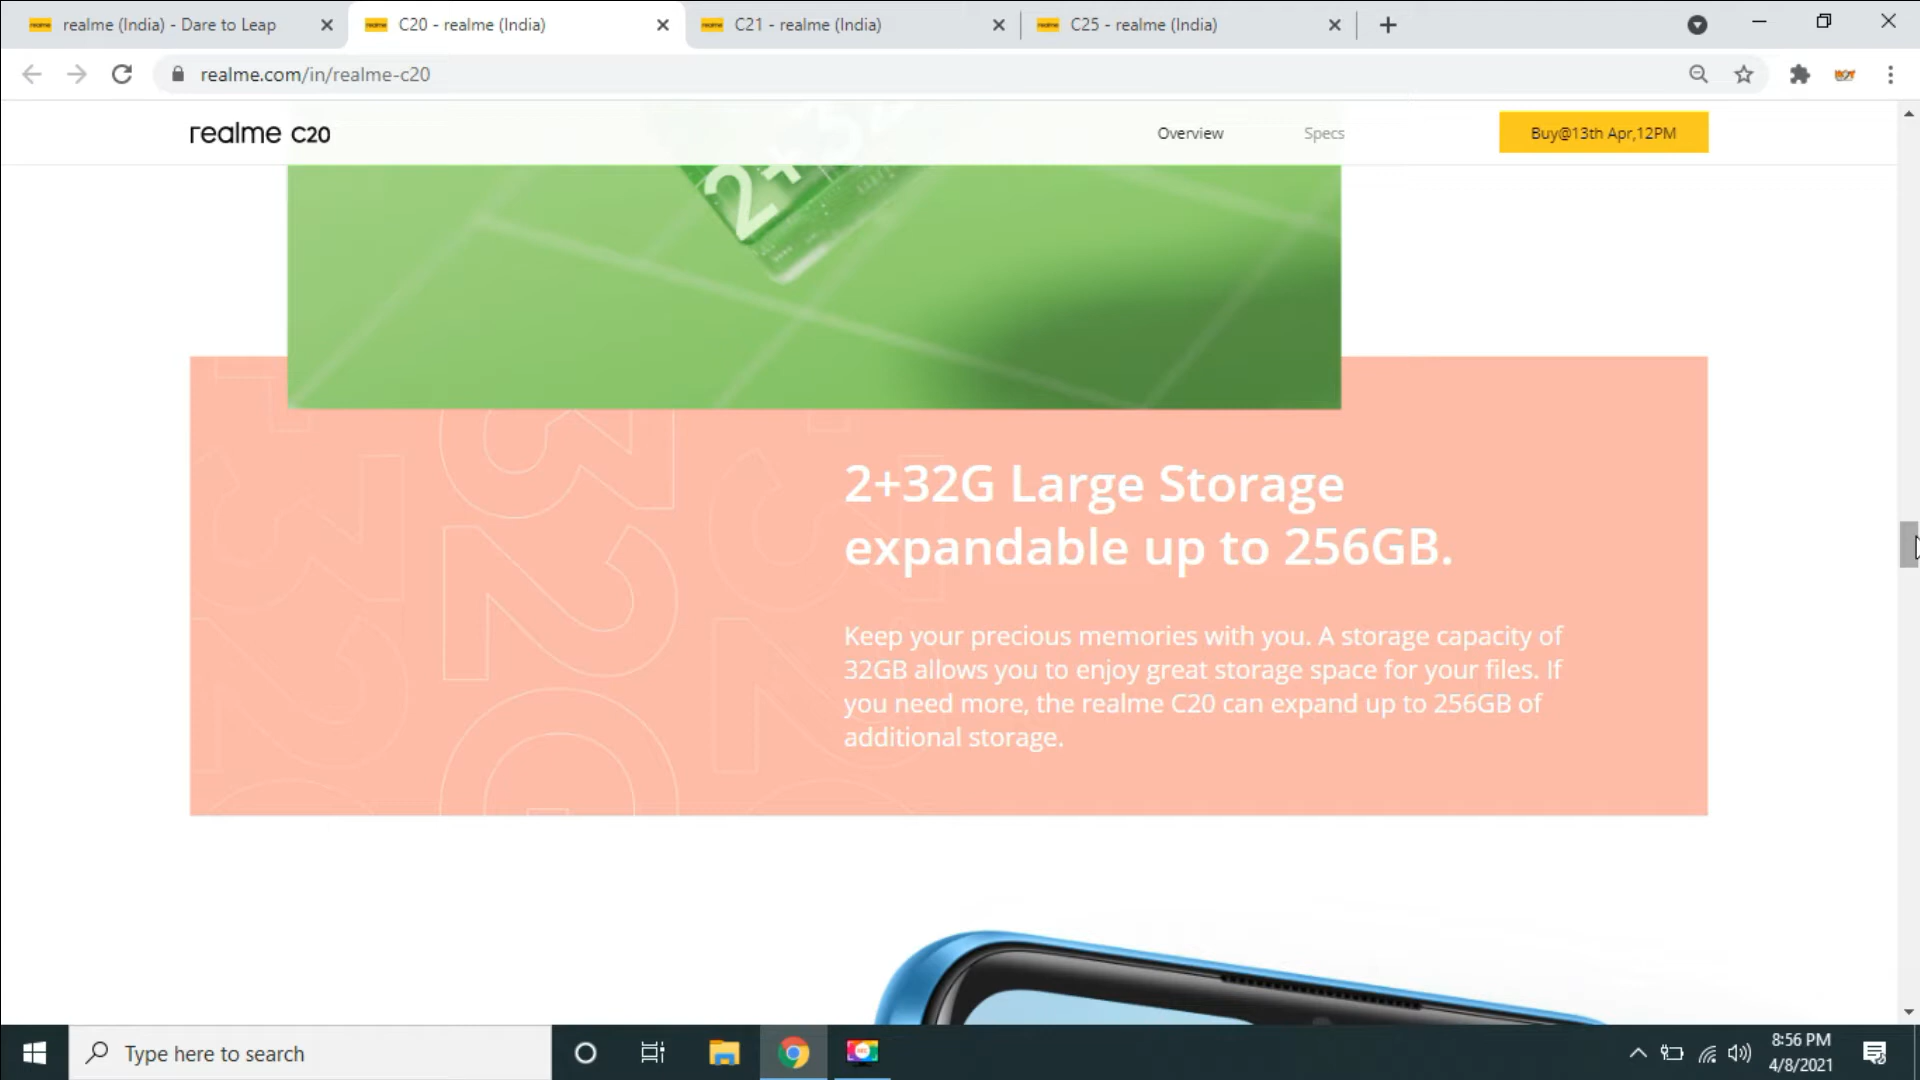 realme (India) - Dare to Leap
C20 - realme (India)
C21 - realme (India)
C25 - realme (India)
realme.com/in/realme-c20
realme C20
Overview
Specs
Buy@13th Apr,12PM
2+32
2+32G Large Storage
expandable up to 256GB.
Keep your precious memories with you. A storage capacity of
32GB allows you to enjoy great storage space for your files. If
you need more, the realme C20 can expand up to 256GB of
additional storage.
32G
Type here to search
8:56 PM
4/8/2021